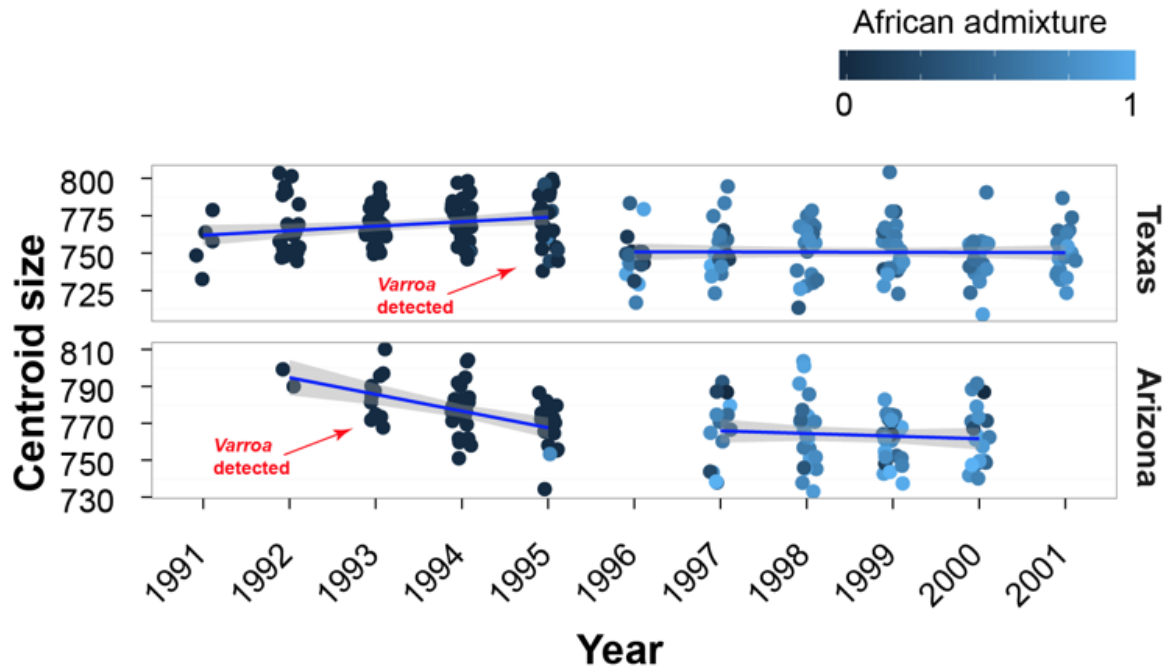 African admixture
0 1
Centroid size
800
775
750
725
Varroa
detected
Texas
810
790
770
750
730
Varroa
detected
Arizona
1991 1992 1993 1994 1995 1996 1997 1998 1999 2000 2001
Year